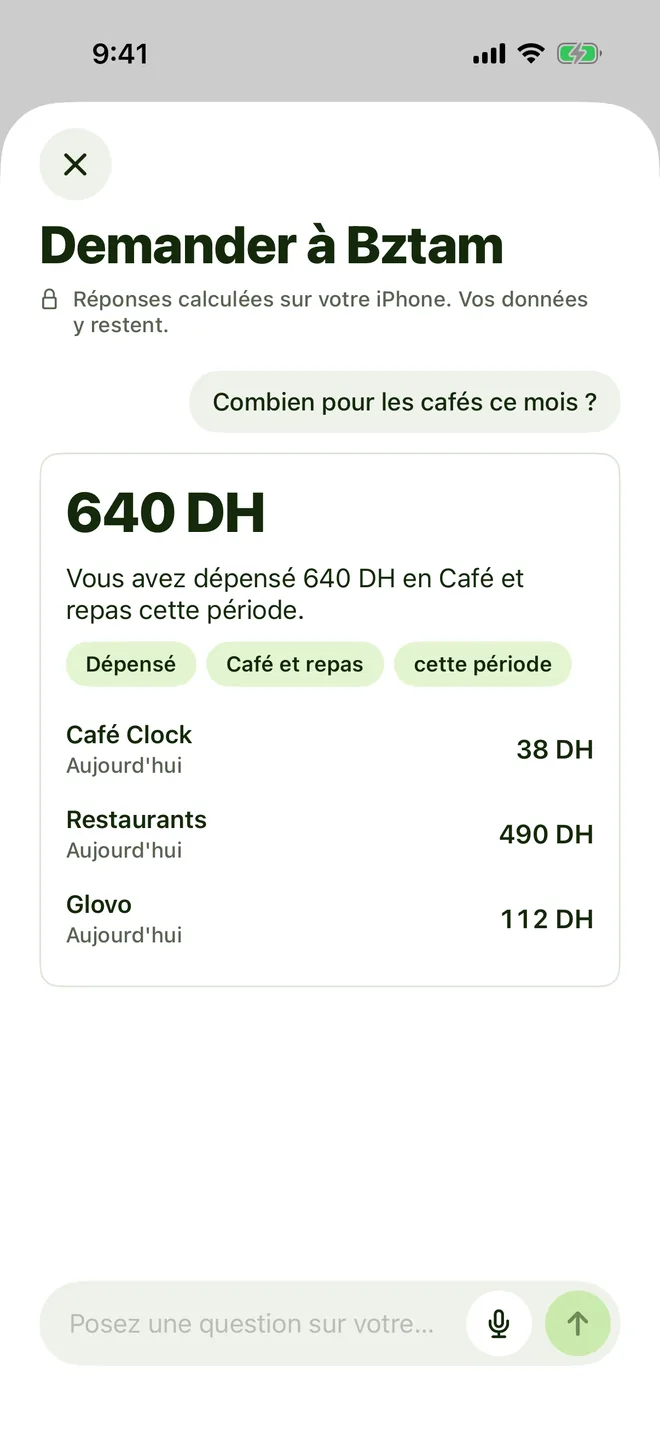 9:41
Demander à Bztam
Réponses calculées sur votre iPhone. Vos données
y restent.
Combien pour les cafés ce mois ?
640 DH
Vous avez dépensé 640 DH en Café et
repas cette période.
Dépensé Café et repas cette période
Café Clock
Aujourd'hui
38 DH
Restaurants
Aujourd'hui
490 DH
Glovo
Aujourd'hui
112 DH
Posez une question sur votre...